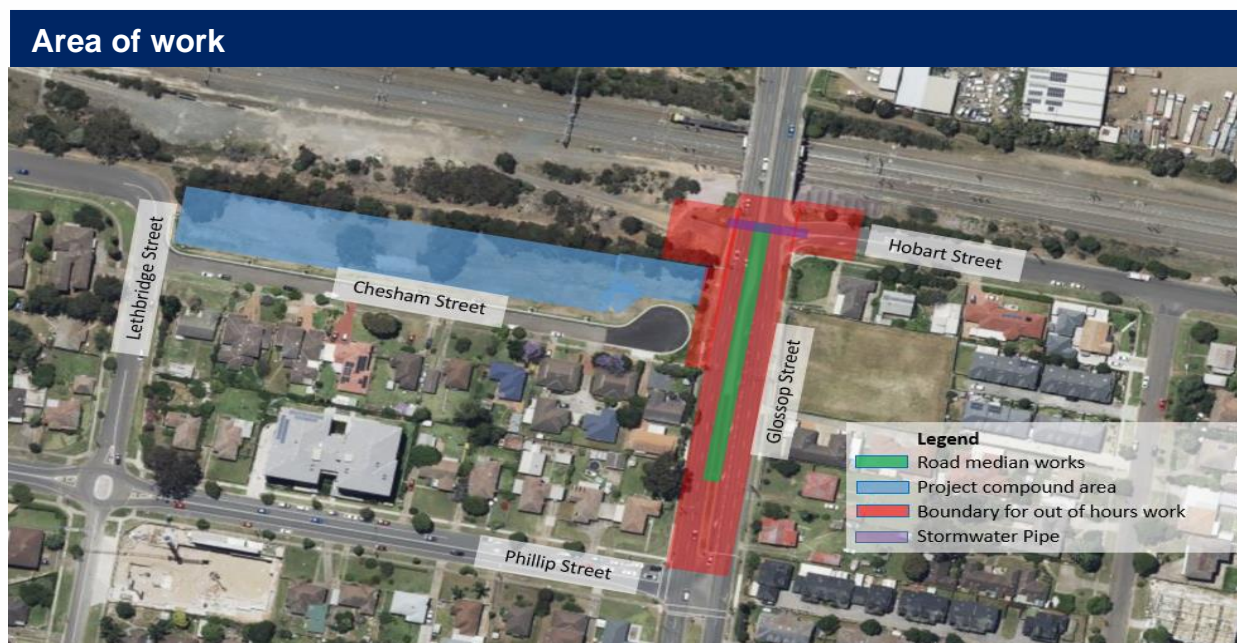 Area of work
Lethbridge Street
Chesham Street
Hobart Street
Glossop Street
Phillip Street
Legend
Road median works
Project compound area
Boundary for out of hours work
Stormwater Pipe